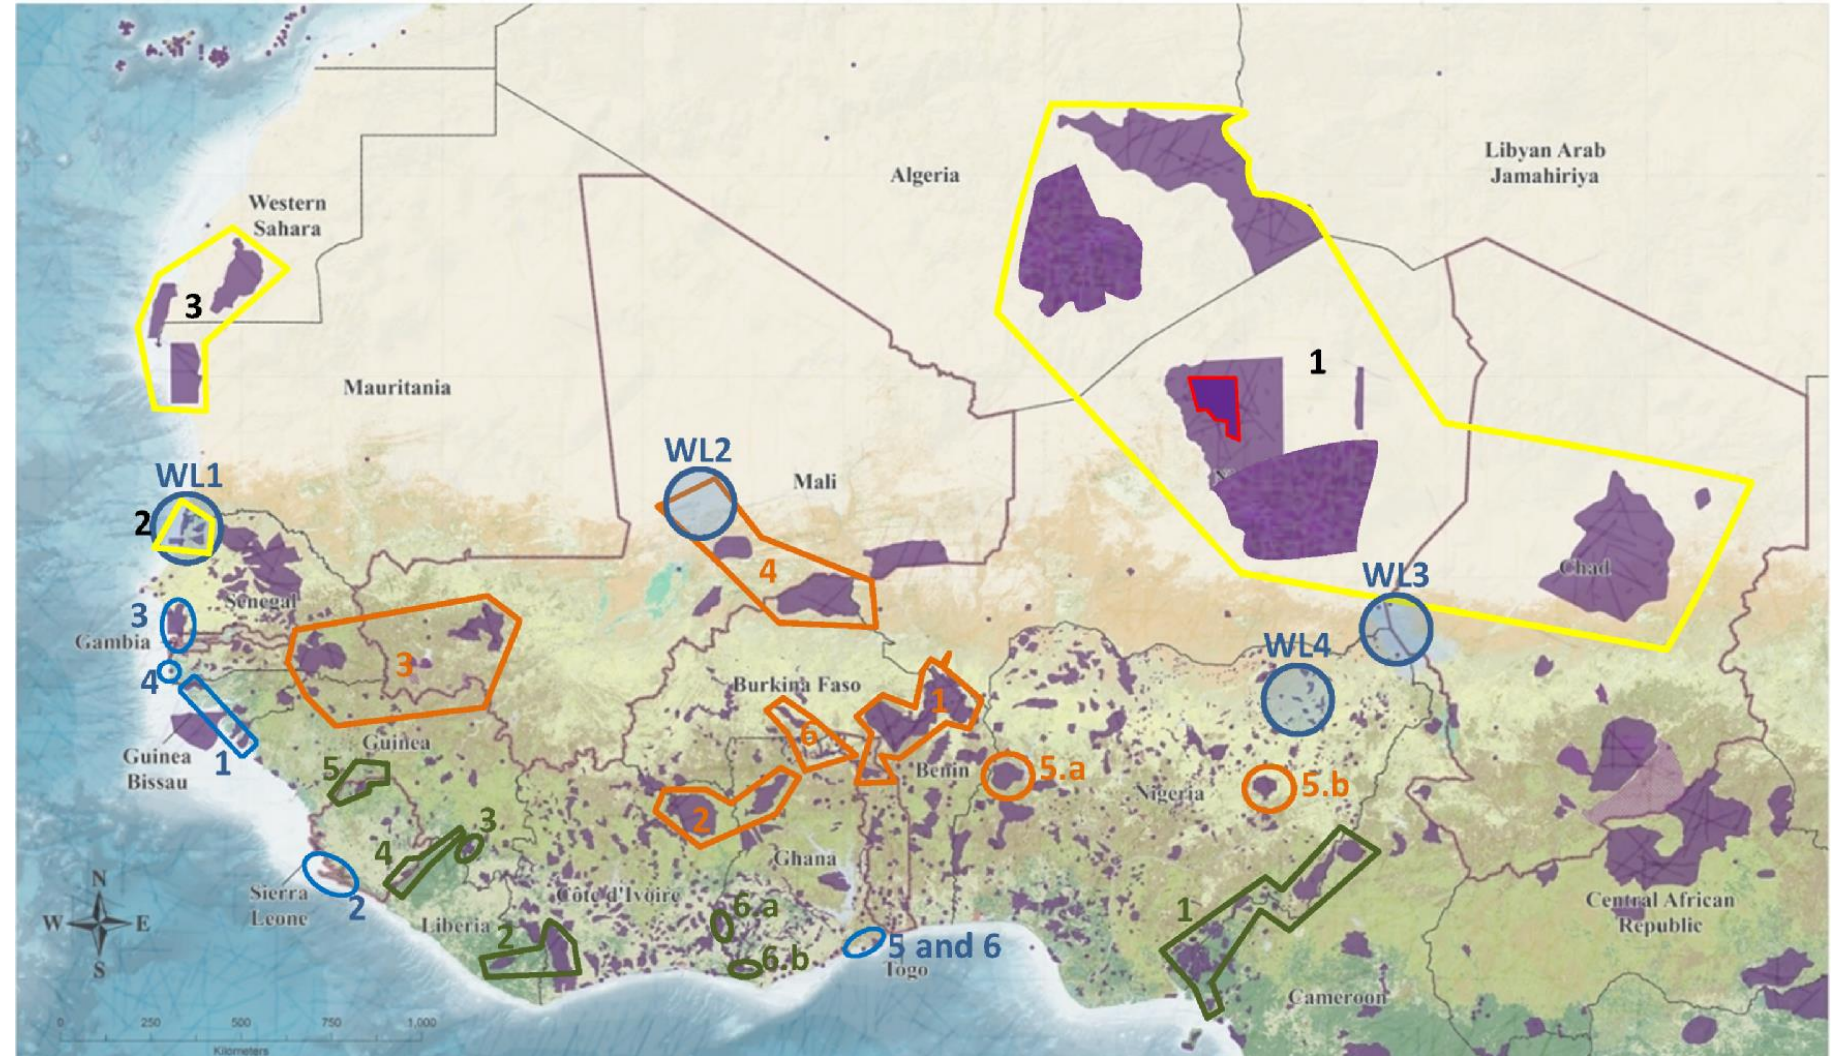 Western
Sahara
Algeria
Libyan Arab
Jamahiriya
3
1
Mauritania
WL1
WL2
Mali
2
4
WL3
Chad
3
Senegal
Gambia
4
3
WL4
Burkina Faso
1
6
Guinea
Bissau
1
Guinea
5
Benin
5.a
Nigeria
5.b
2
3
4
Ghana
N
W
E
S
Sierra
Leone
2
Liberia
Côte d'Ivoire
6.a
2
6.b
5 and 6
Togo
1
Central African
Republic
Cameroon
0
250
500
750
1,000
Kilometers